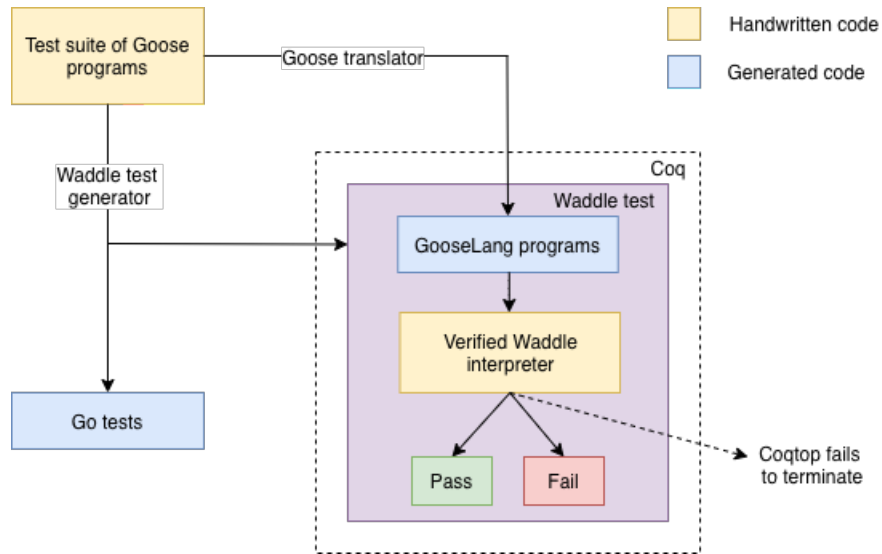 Test suite of Goose
programs
Goose translator
Handwritten code
Generated code
Waddle test
generator
Coq
Waddle test
GooseLang programs
Verified Waddle
interpreter
Go tests
Pass
Fail
Coqtop fails
to terminate